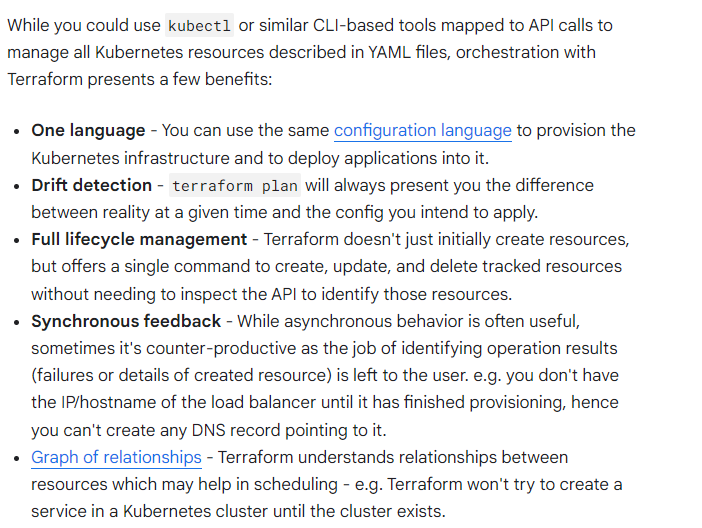 While you could use kubectl or similar CLI-based tools mapped to API calls to
manage all Kubernetes resources described in YAML files, orchestration with
Terraform presents a few benefits:
• One language - You can use the same configuration language to provision the
Kubernetes infrastructure and to deploy applications into it.
• Drift detection - terraform plan will always present you the difference
between reality at a given time and the config you intend to apply.
• Full lifecycle management - Terraform doesn't just initially create resources,
but offers a single command to create, update, and delete tracked resources
without needing to inspect the API to identify those resources.
• Synchronous feedback - While asynchronous behavior is often useful,
sometimes it's counter-productive as the job of identifying operation results
(failures or details of created resource) is left to the user. e.g. you don't have
the IP/hostname of the load balancer until it has finished provisioning, hence
you can't create any DNS record pointing to it.
• Graph of relationships - Terraform understands relationships between
resources which may help in scheduling - e.g. Terraform won't try to create a
service in a Kubernetes cluster until the cluster exists.